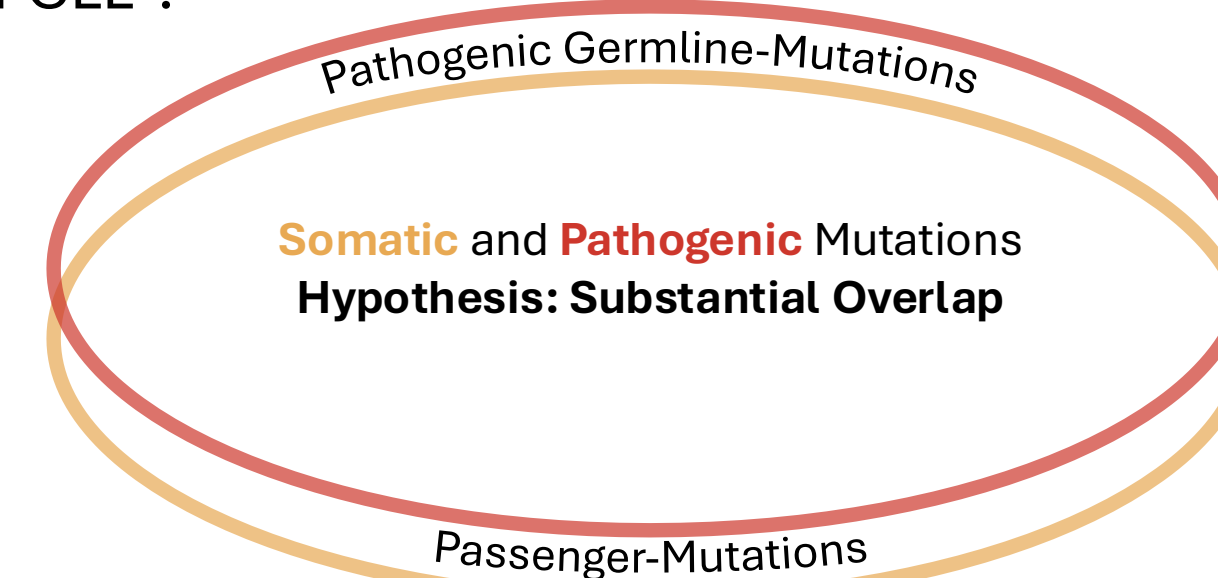 Pathogenic Germline-Mutations
Somatic and Pathogenic Mutations
Hypothesis: Substantial Overlap
Passenger-Mutations